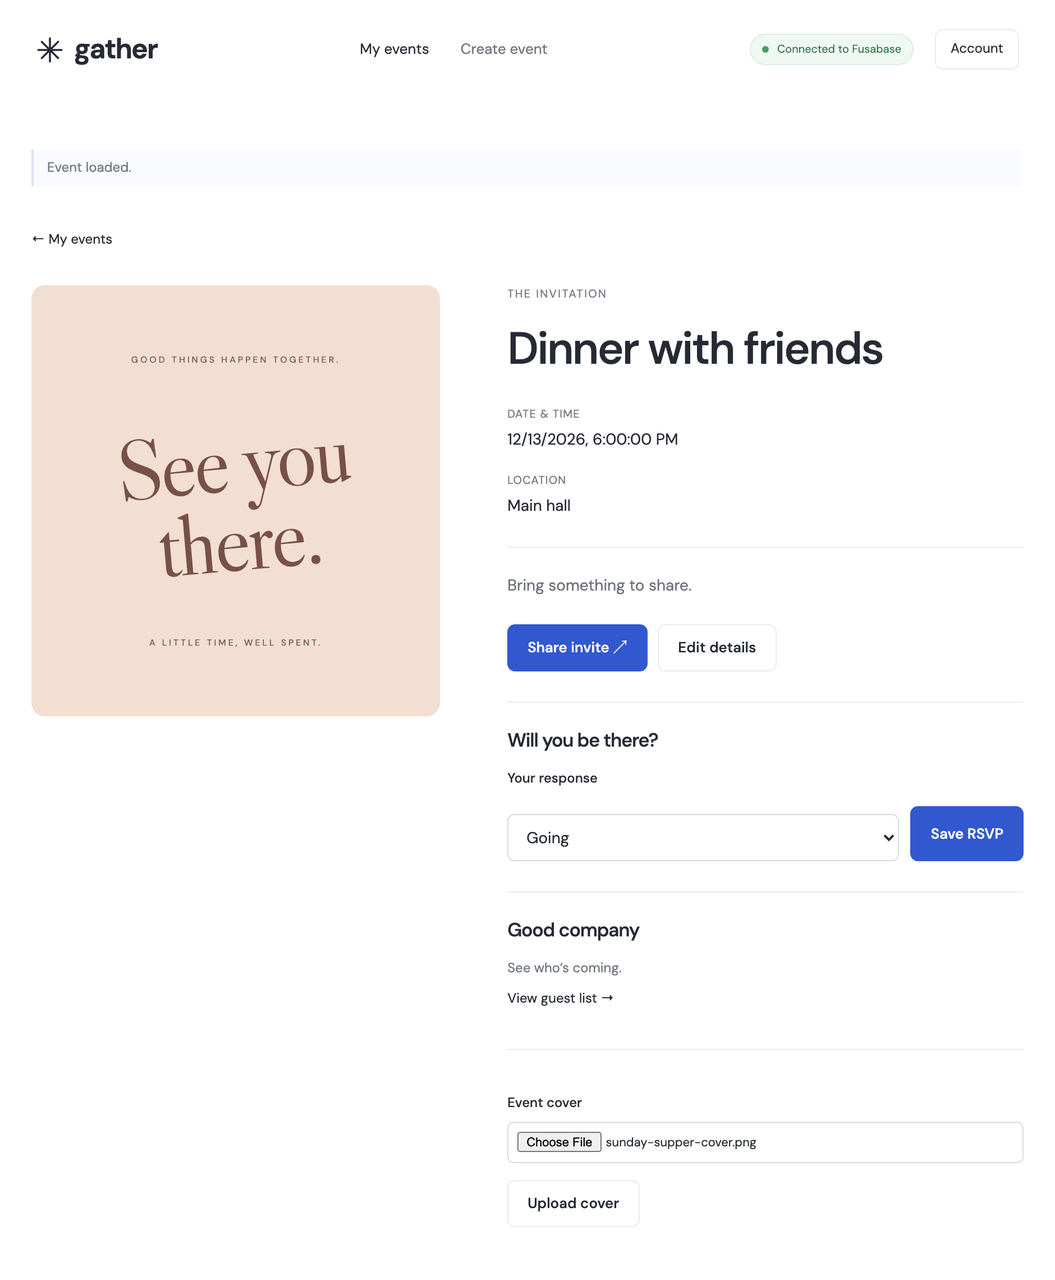 gather
My events
Create event
Connected to Fusabase
Account
Event loaded.
← My events
GOOD THINGS HAPPEN TOGETHER.
See you
there.
A LITTLE TIME, WELL SPENT.
THE INVITATION
Dinner with friends
DATE & TIME
12/13/2026, 6:00:00 PM
LOCATION
Main hall
Bring something to share.
Share invite ↗
Edit details
Will you be there?
Your response
Going
Save RSVP
Good company
See who’s coming.
View guest list →
Event cover
Choose File sunday-supper-cover.png
Upload cover